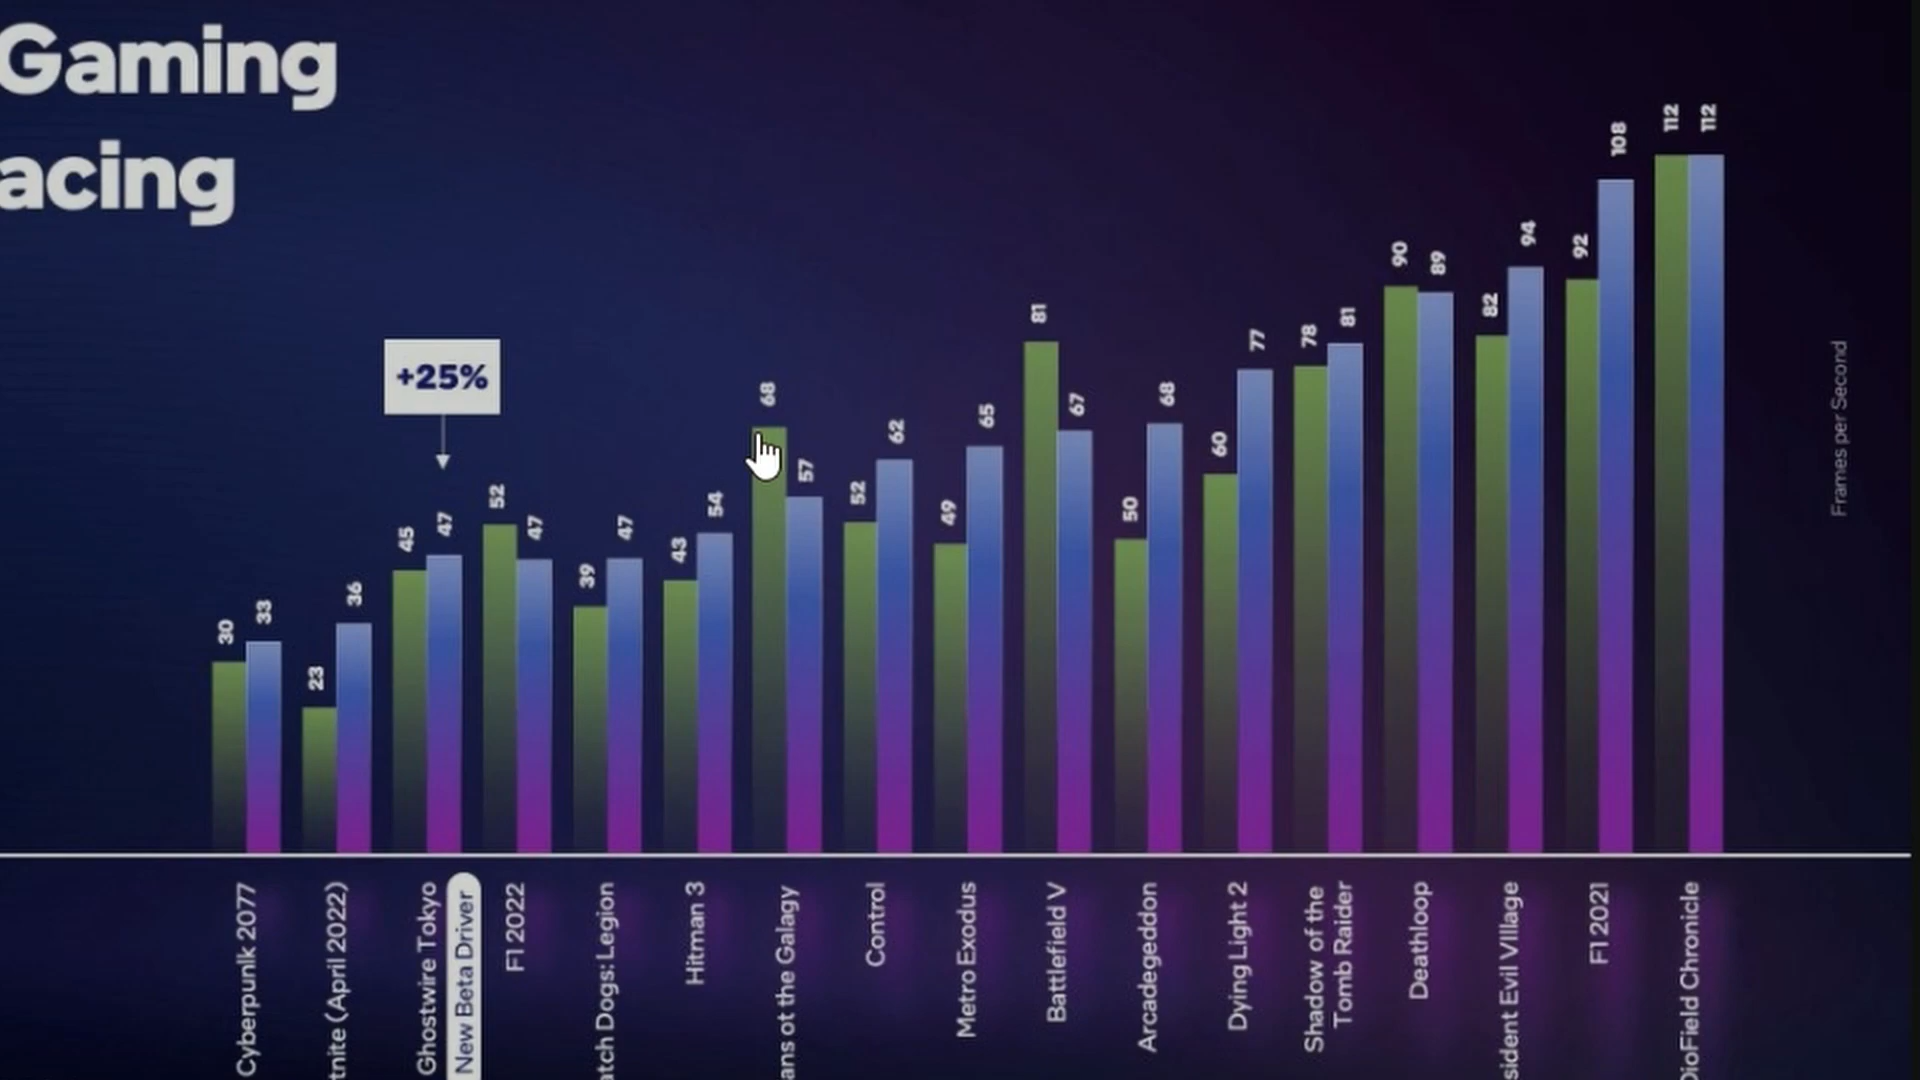 Gaming
acing
+25%
30
33
23
36
45
47
52
47
39
47
43
54
68
57
52
62
49
65
81
67
50
68
60
77
78
81
90
89
82
94
92
108
112
112
Frames per Second
Cyberpunk 2077
tnite (April 2022)
Ghostwire Tokyo
New Beta Driver
F1 2022
atch Dogs: Legion
Hitman 3
ans ot the Galagy
Control
Metro Exodus
Battlefield V
Arcadegeddon
Dying Light 2
Shadow of the
Tomb Raider
Deathloop
sident Evil VIllage
F1 2021
DioField Chronicle